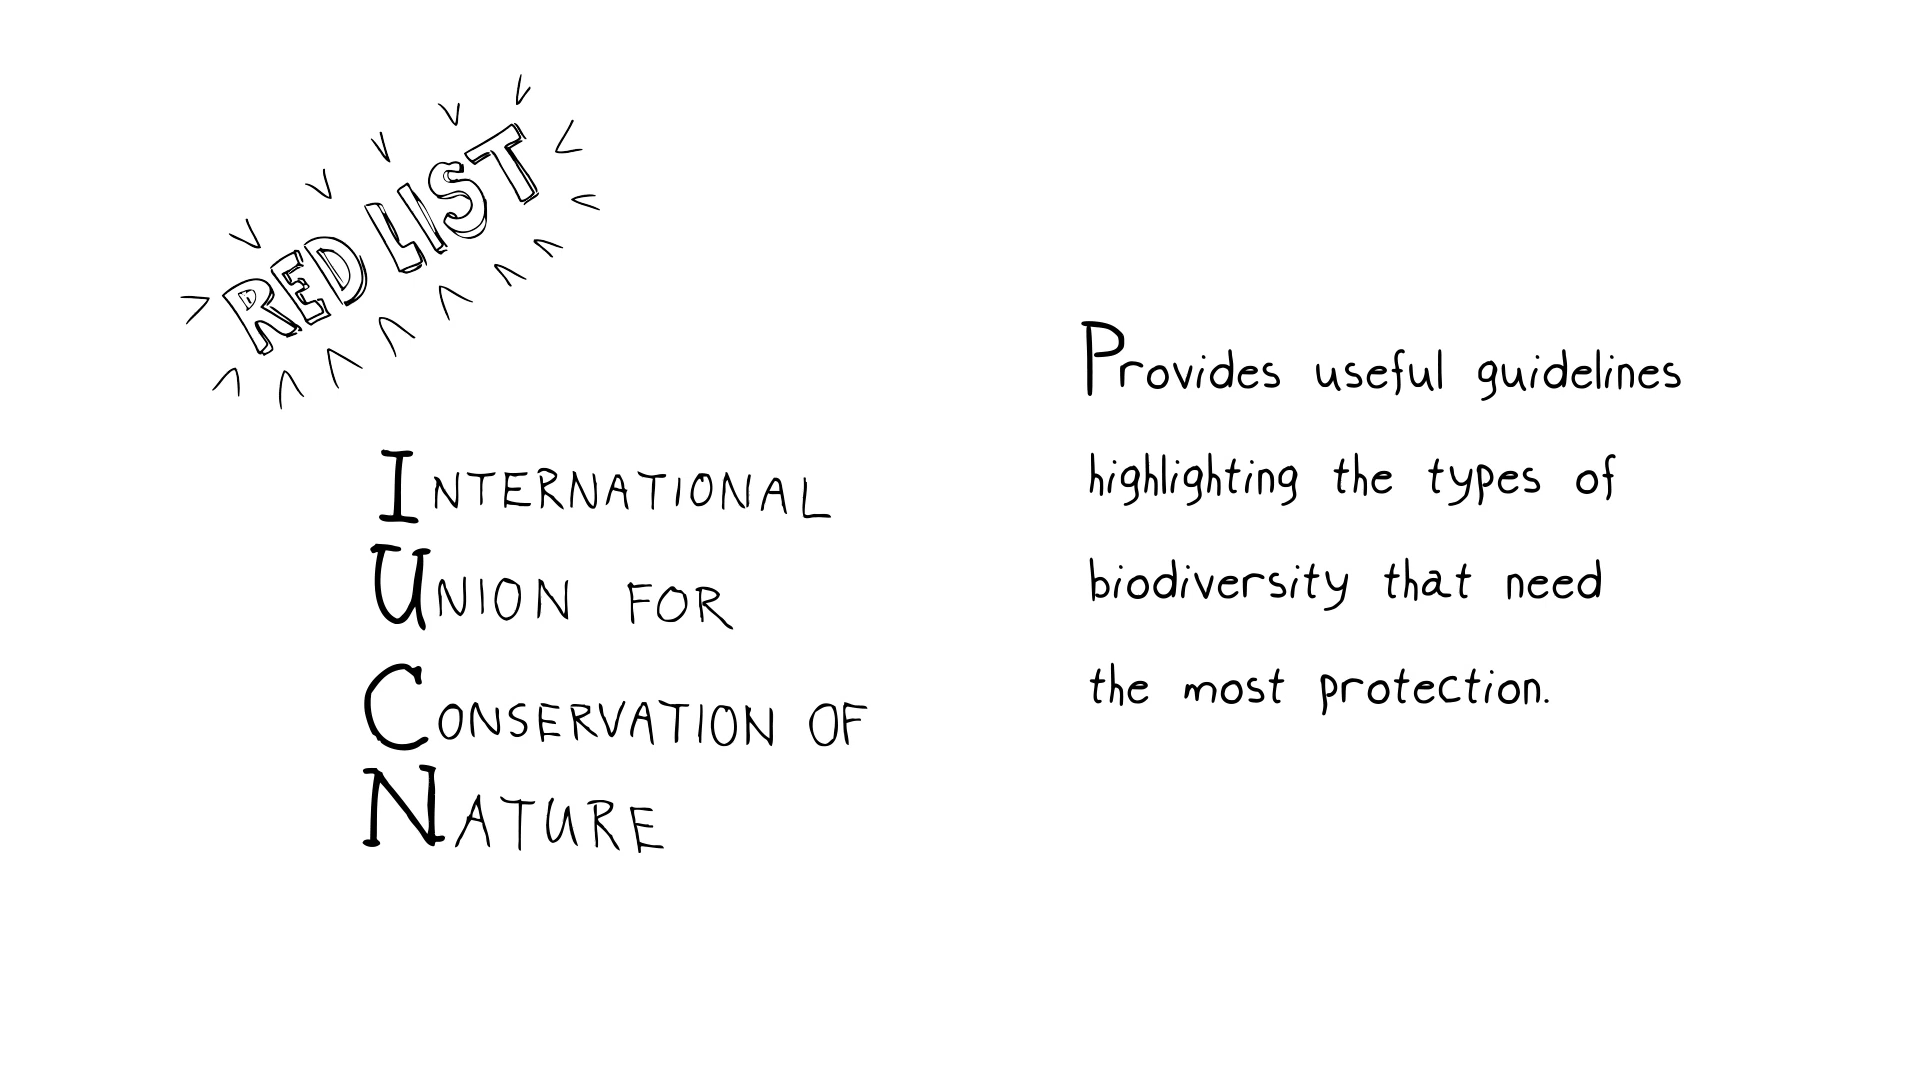 RED LIST
INTERNATIONAL
UNION FOR
CONSERVATION OF
NATURE
Provides useful guidelines
highlighting the types of
biodiversity that need
the most protection.